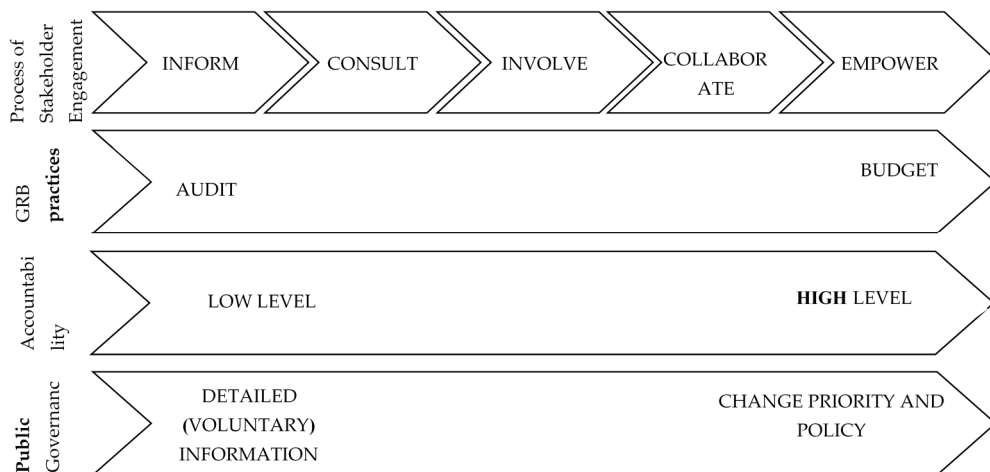 Process of
Stakeholder
Engagement
INFORM
CONSULT
INVOLVE
COLLABOR
ATE
EMPOWER
GRB
practices
AUDIT
BUDGET
Accountabi
lity
LOW LEVEL
HIGH LEVEL
Public
Governanc
DETAILED
(VOLUNTARY)
INFORMATION
CHANGE PRIORITY AND
POLICY